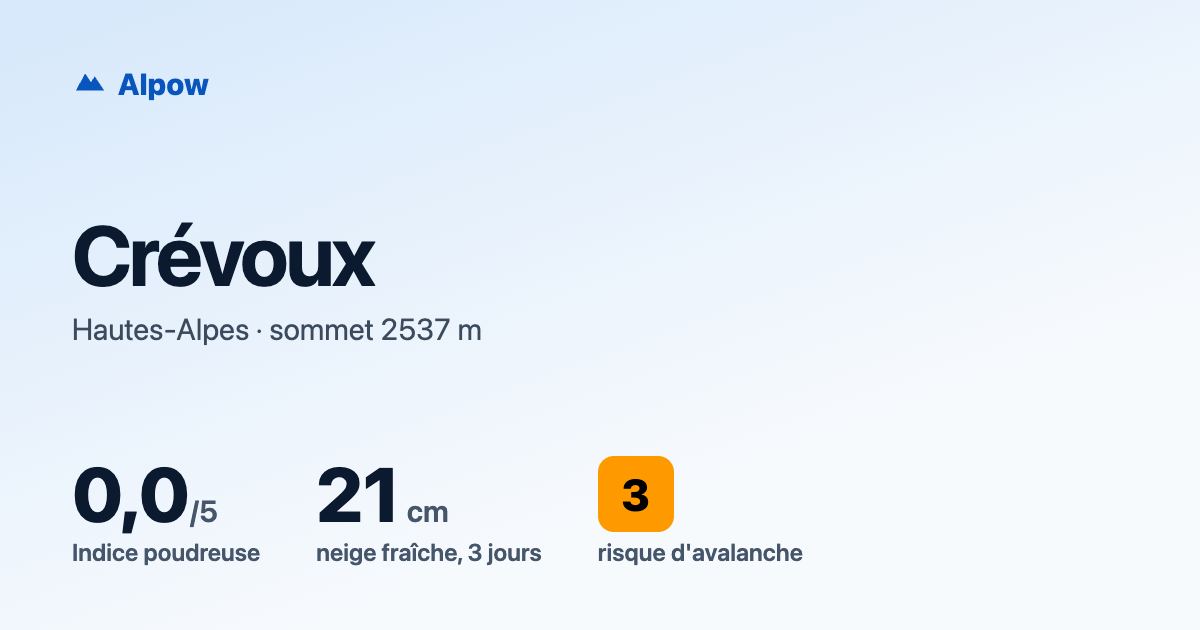 Alpow
Crévoux
Hautes-Alpes · sommet 2537 m
0,0/5
Indice poudreuse
21 cm
neige fraîche, 3 jours
3
risque d'avalanche